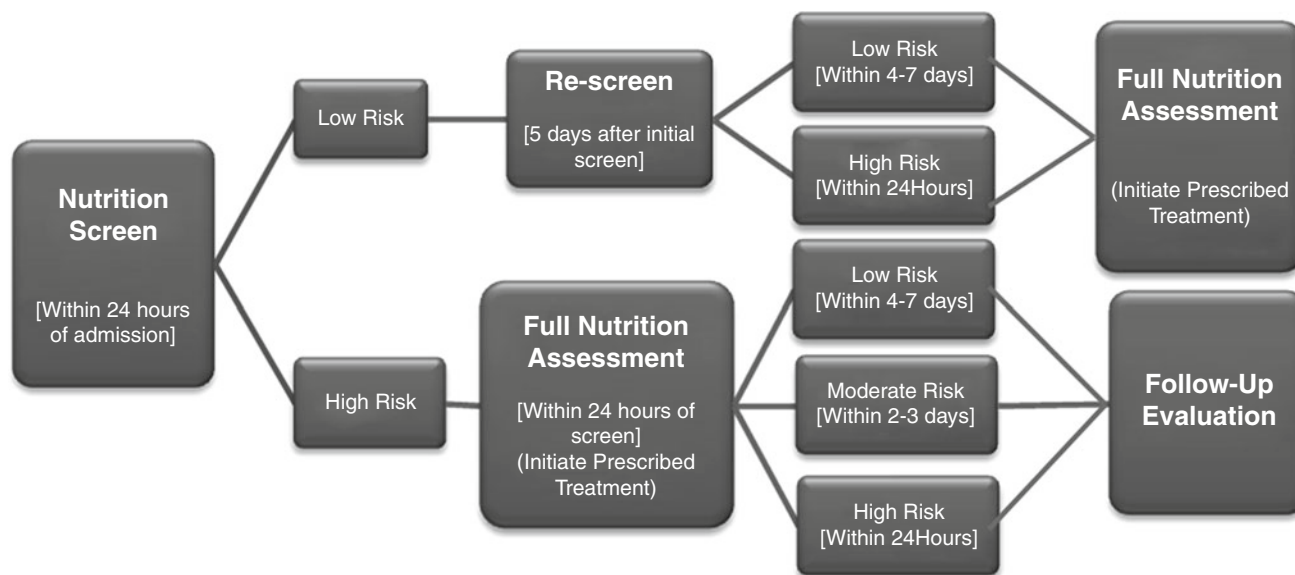 Nutrition
Screen
[Within 24 hours
of admission]
Low Risk
High Risk
Re-screen
[5 days after initial
screen]
Full Nutrition
Assessment
[Within 24 hours of
screen]
(Initiate Prescribed
Treatment)
Low Risk
[Within 4-7 days]
High Risk
[Within 24Hours]
Low Risk
[Within 4-7 days]
Moderate Risk
[Within 2-3 days]
High Risk
[Within 24Hours]
Full Nutrition
Assessment
(Initiate Prescribed
Treatment)
Follow-Up
Evaluation